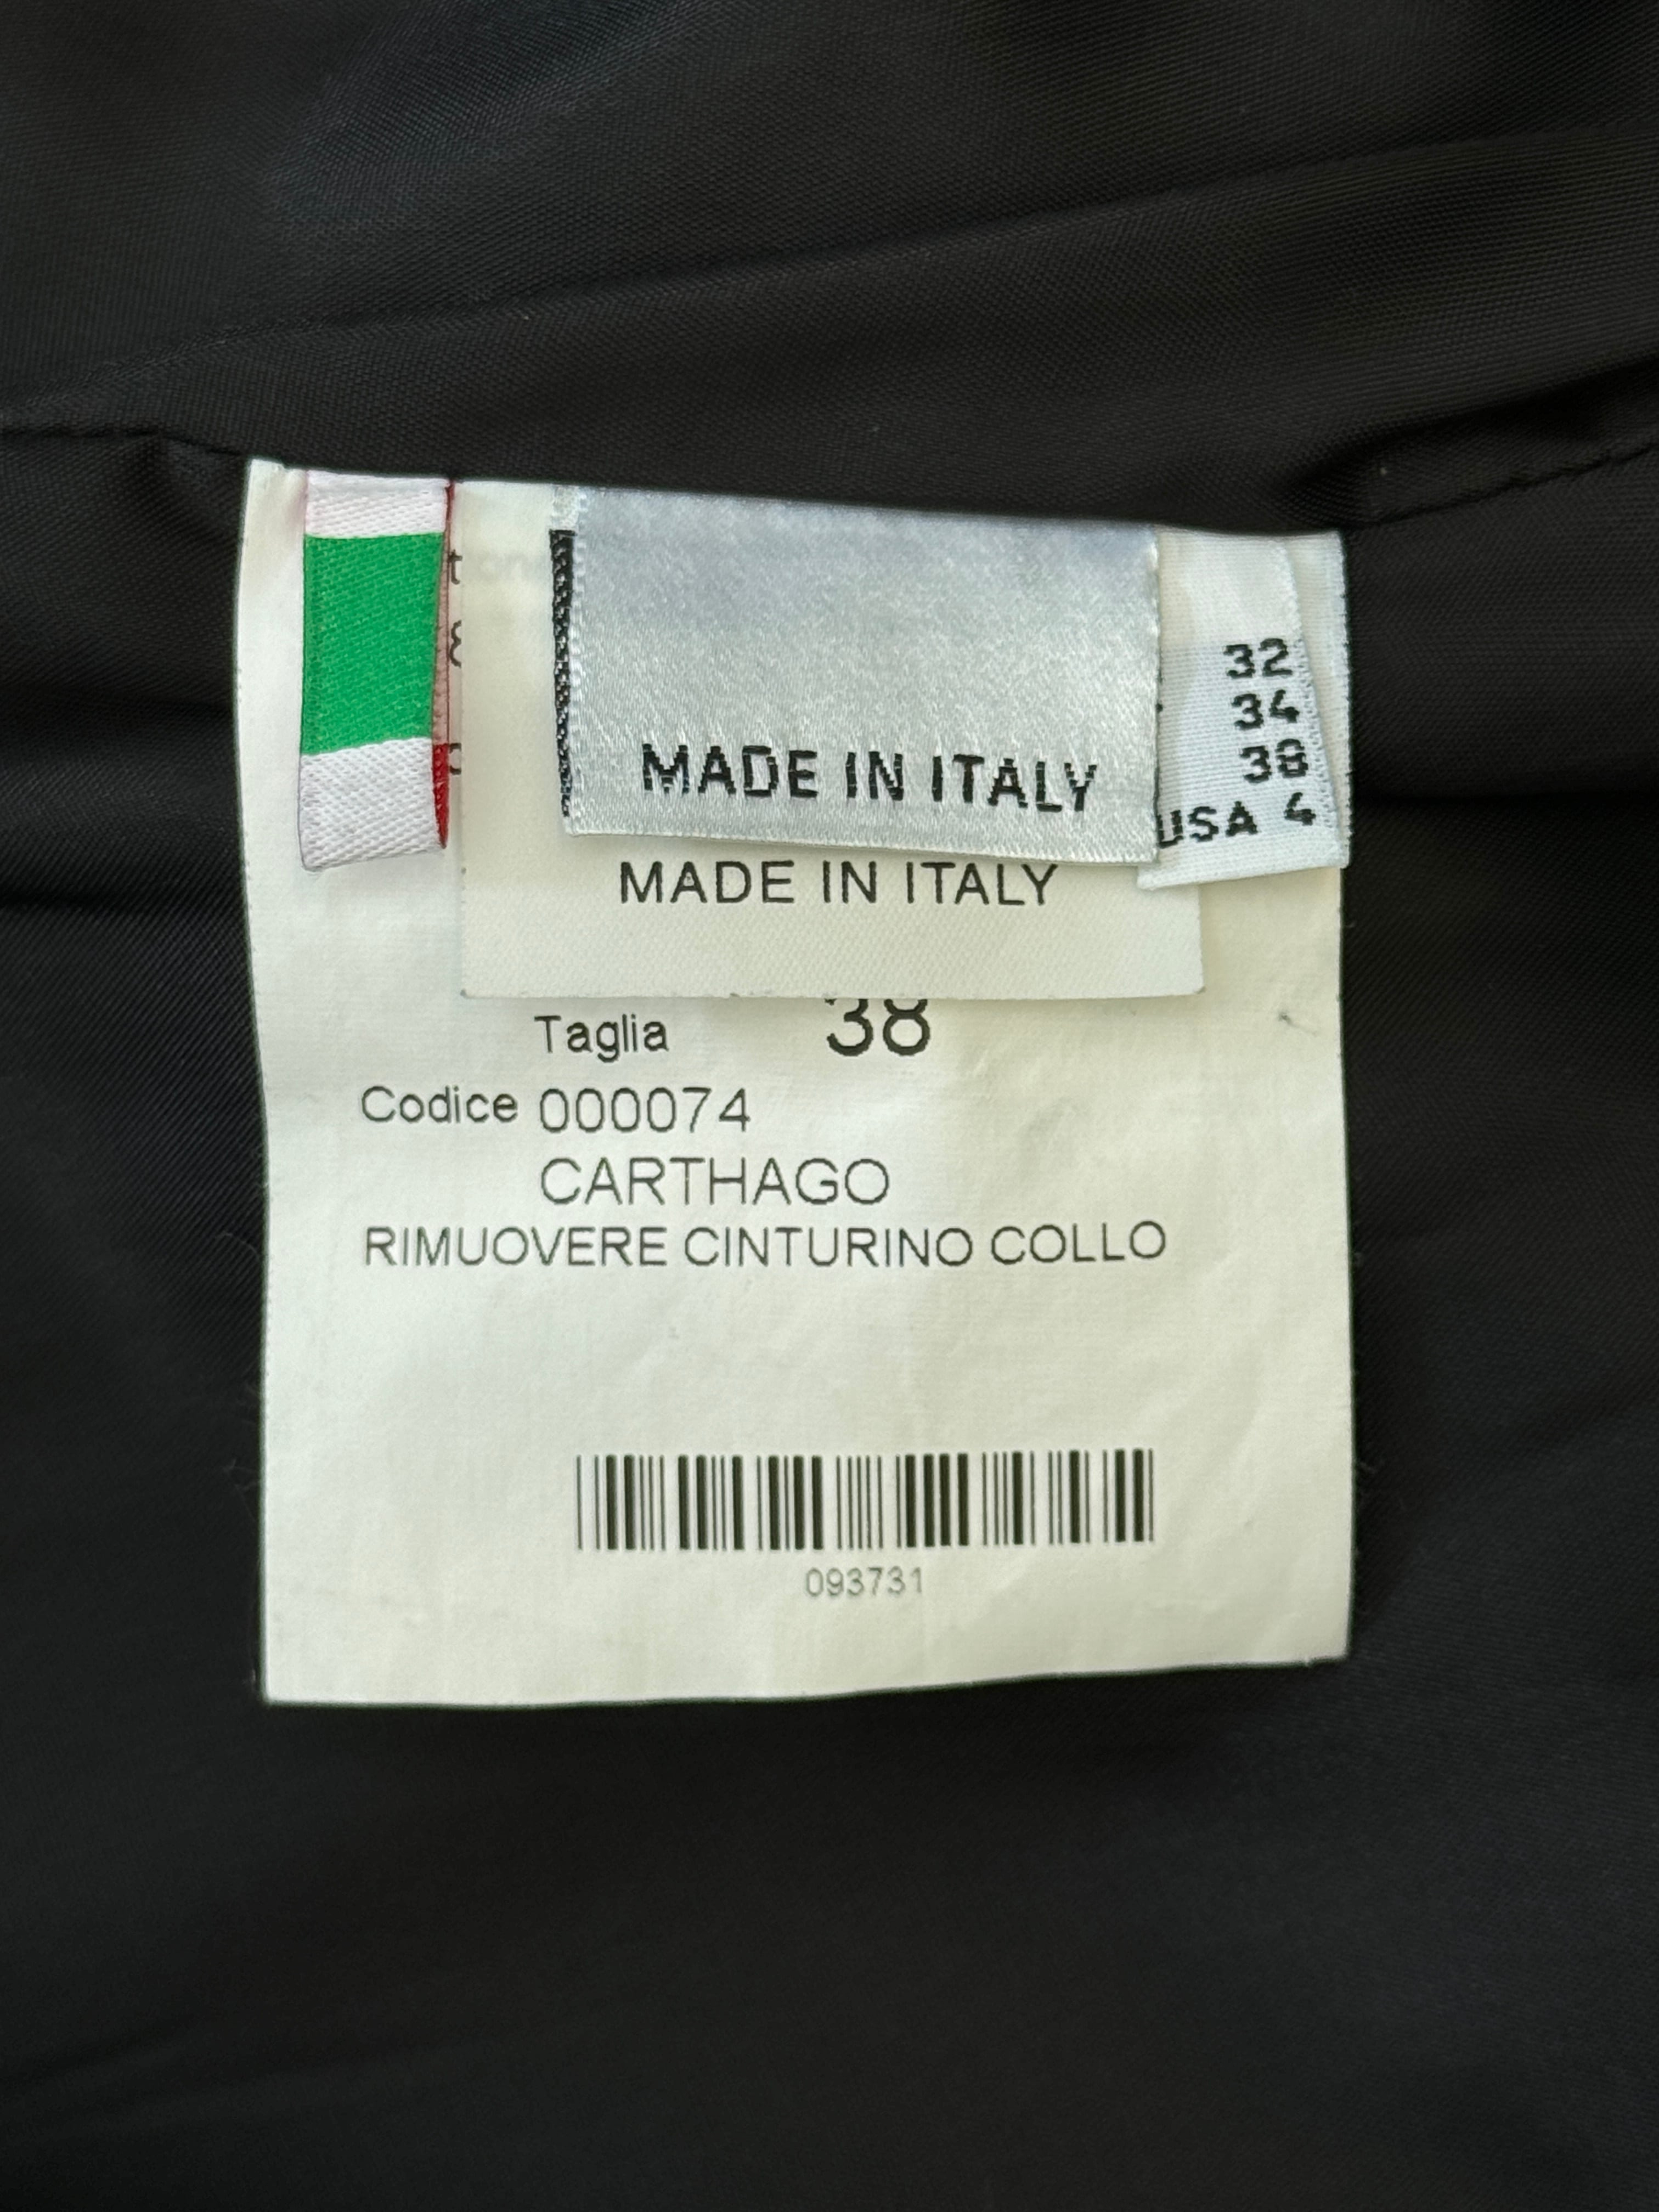 32
34
38
USA 4
MADE IN ITALY
MADE IN ITALY
Taglia 38
Codice 000074
CARTHAGO
RIMUOVERE CINTURINO COLLO
093731